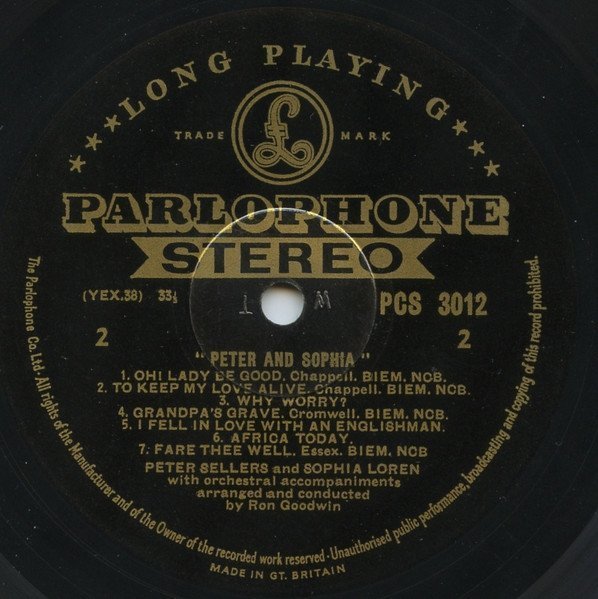 ★★★★LONG PLAYING★★★★
TRADE £ MARK
PARLOPHONE
STEREO
(YEX.38) 33⅓
PCS 3012
W T
2 2
" PETER AND SOPHIA "
1. OH! LADY BE GOOD. Chappell. BIEM. NCB.
2. TO KEEP MY LOVE ALIVE. Chappell. BIEM. NCB.
3. WHY WORRY?
4. GRANDPA'S GRAVE. Cromwell. BIEM. NCB.
5. I FELL IN LOVE WITH AN ENGLISHMAN.
6. AFRICA TODAY.
7. FARE THEE WELL. Essex. BIEM. NCB
PETER SELLERS and SOPHIA LOREN
with orchestral accompaniments
arranged and conducted
by Ron Goodwin
The Parlophone Co. Ltd · All rights of the Manufacturer and of the Owner of the recorded work reserved · Unauthorised public performance, broadcasting and copying of this record prohibited.
MADE IN GT. BRITAIN